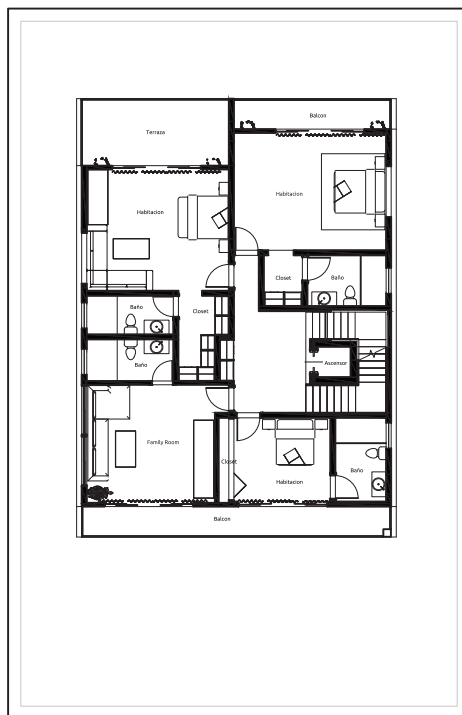 Balcon
Terraza
Habitacion
Habitacion
Closet
Baño
Baño
Closet
Ascensor
Baño
Family Room
Closet
Baño
Habitacion
Balcon